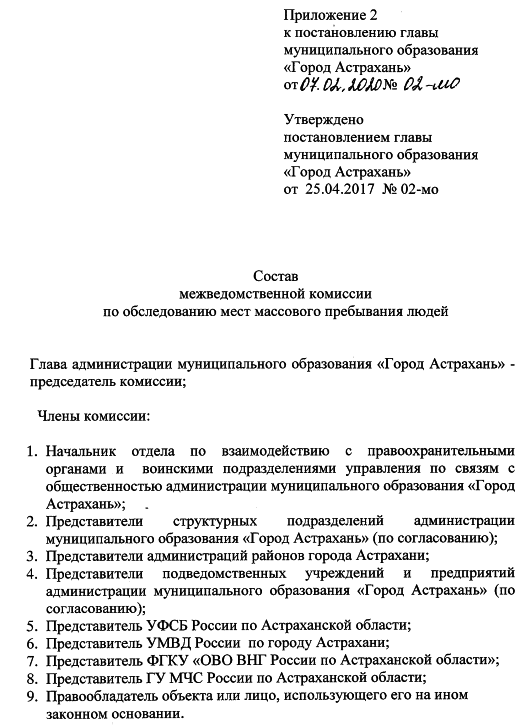 Приложение 2
к постановлению главы
муниципального образования
«Город Астрахань»
от 07.02.2020 № 02-мо
Утверждено
постановлением главы
муниципального образования
«Город Астрахань»
от 25.04.2017 № 02-мо
Состав
межведомственной комиссии
по обследованию мест массового пребывания людей
Глава администрации муниципального образования «Город Астрахань» -
председатель комиссии;
Члены комиссии:
1. Начальник отдела по взаимодействию с правоохранительными
органами и воинскими подразделениями управления по связям с
общественностью администрации муниципального образования «Город
Астрахань»;
2. Представители структурных подразделений администрации
муниципального образования «Город Астрахань» (по согласованию);
3. Представители администраций районов города Астрахани;
4. Представители подведомственных учреждений и предприятий
администрации муниципального образования «Город Астрахань» (по
согласованию);
5. Представитель УФСБ России по Астраханской области;
6. Представитель УМВД России по городу Астрахани;
7. Представитель ФГКУ «ОВО ВНГ России по Астраханской области»;
8. Представитель ГУ МЧС России по Астраханской области;
9. Правообладатель объекта или лицо, использующего его на ином
законном основании.